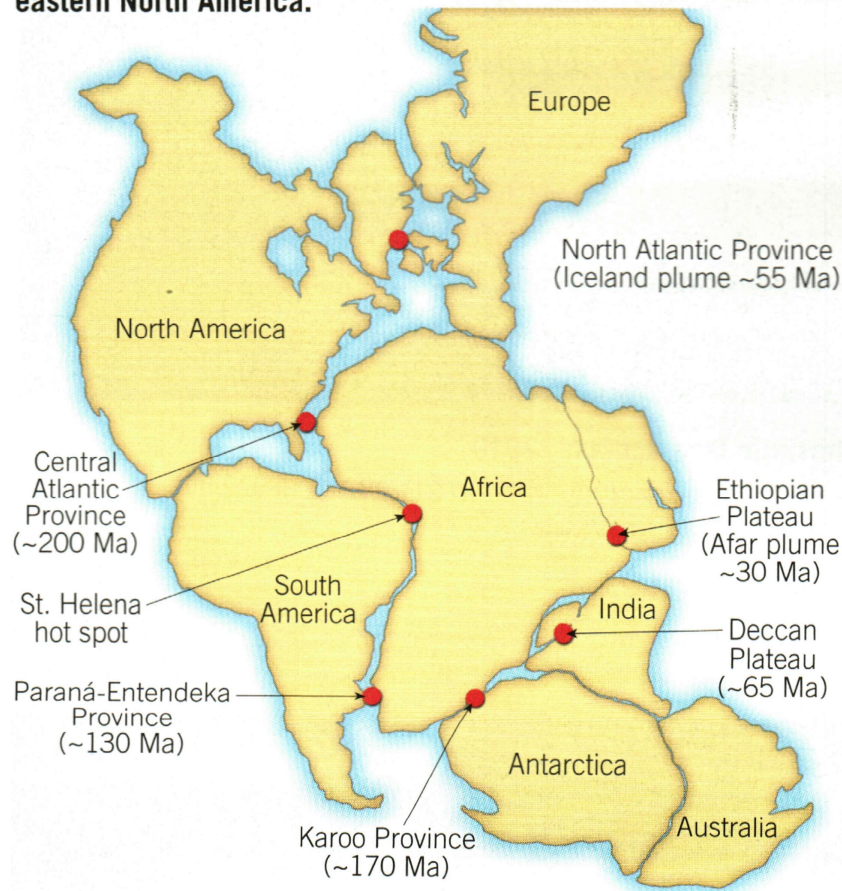 eastern North America.
Europe
North Atlantic Province
(Iceland plume ~55 Ma)
North America
Central
Atlantic
Province
(~200 Ma)
Africa
Ethiopian
Plateau
(Afar plume
~30 Ma)
St. Helena
hot spot
South
America
India
Deccan
Plateau
(~65 Ma)
Paraná-Entendeka
Province
(~130 Ma)
Antarctica
Australia
Karoo Province
(~170 Ma)